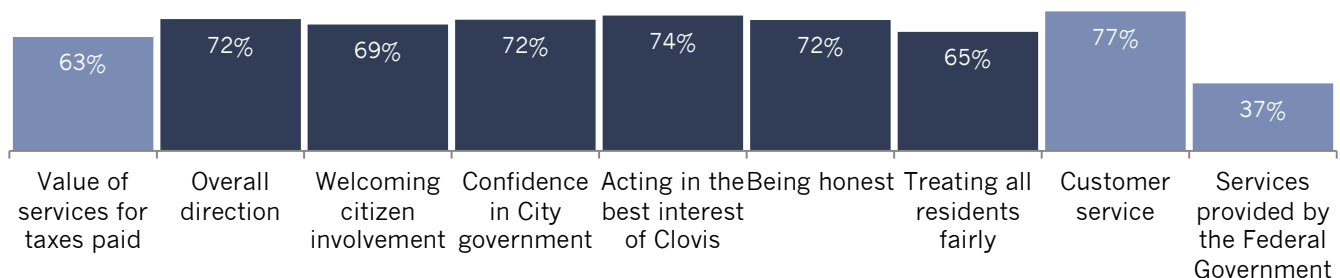 63%
72%
69%
72%
74%
72%
65%
77%
37%
Value of
services for
taxes paid
Overall
direction
Welcoming
citizen
involvement
Confidence
in City
government
Acting in the
best interest
of Clovis
Being honest
Treating all
residents
fairly
Customer
service
Services
provided by
the Federal
Government